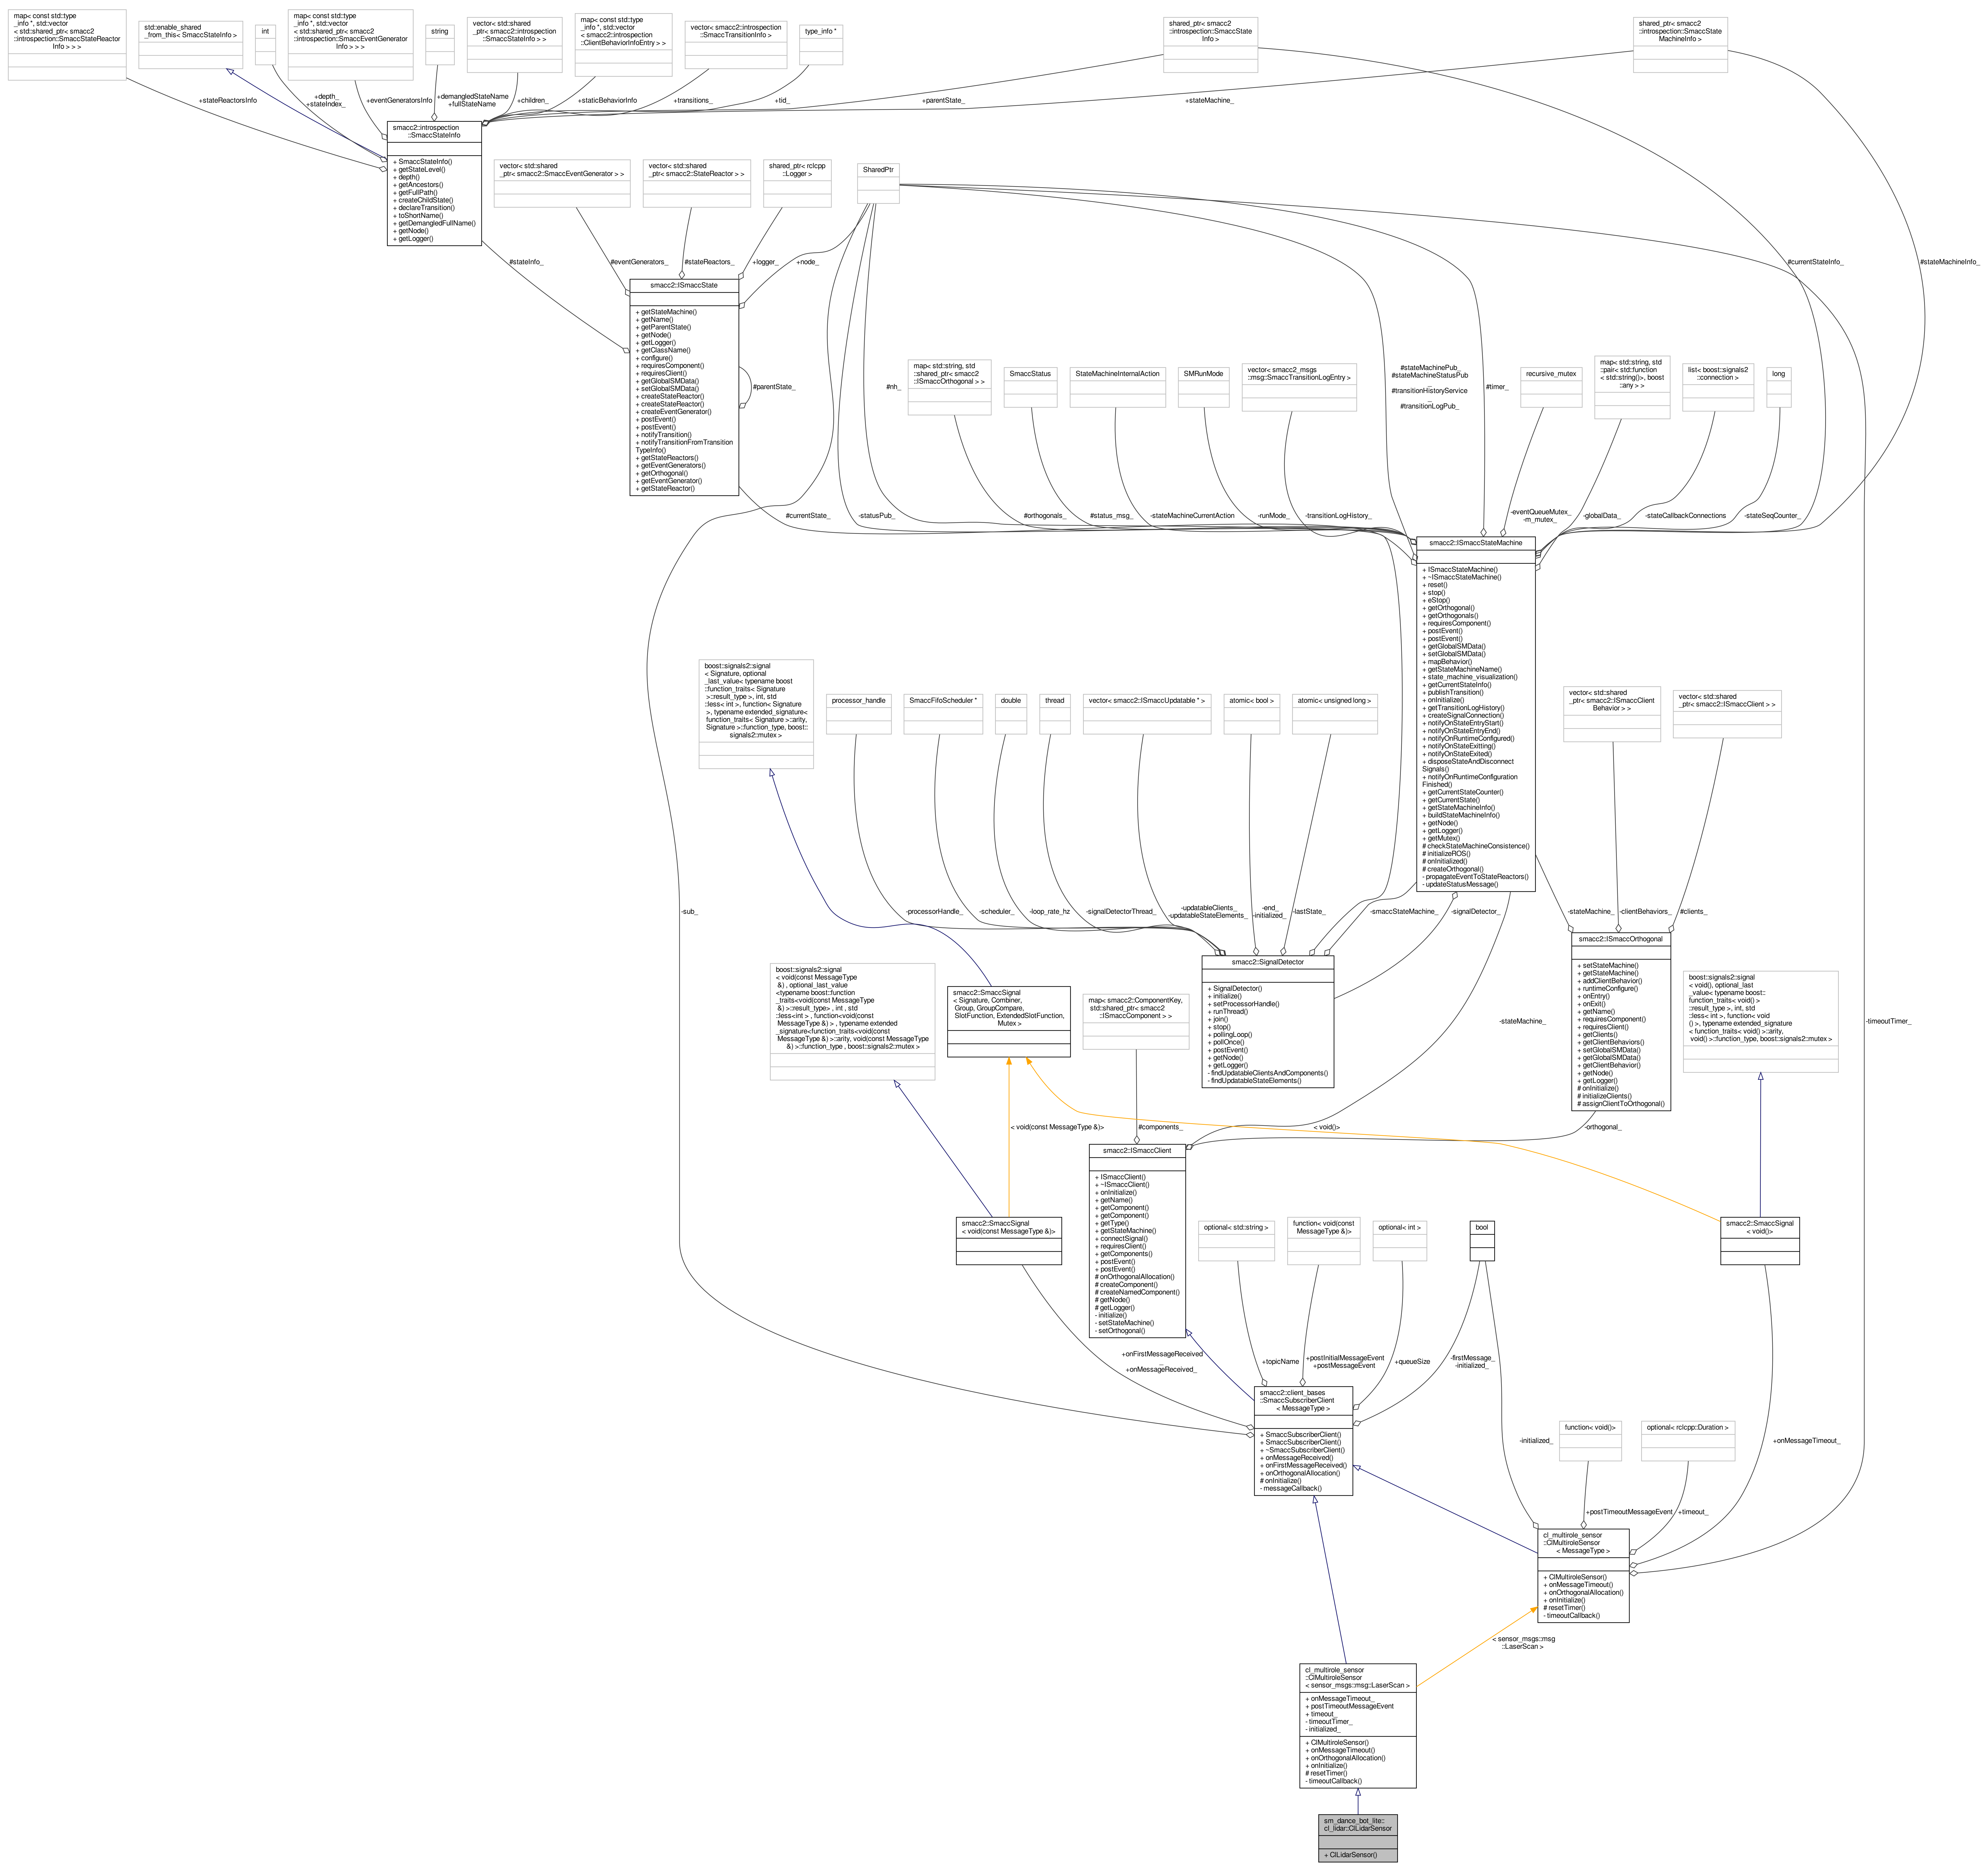 map< const std::type
_info *, std::vector
< std::shared_ptr< smacc2
::introspection::SmaccStateReactor
Info > > >
std::enable_shared
_from_this< SmaccStateInfo >
int
map< const std::type
_info *, std::vector
< std::shared_ptr< smacc2
::introspection::SmaccEventGenerator
Info > > >
string
vector< std::shared
_ptr< smacc2::introspection
::SmaccStateInfo > >
map< const std::type
_info *, std::vector
< smacc2::introspection
::ClientBehaviorInfoEntry > >
vector< smacc2::introspection
::SmaccTransitionInfo >
type_info *
shared_ptr< smacc2
::introspection::SmaccState
Info >
shared_ptr< smacc2
::introspection::SmaccState
MachineInfo >
+stateReactorsInfo
+depth_
+stateIndex_
+eventGeneratorsInfo
+demangledStateName
+fullStateName
+children_
+staticBehaviorInfo
+transitions_
+tid_
+parentState_
+stateMachine_
smacc2::introspection
::SmaccStateInfo
+ SmaccStateInfo()
+ getStateLevel()
+ depth()
+ getAncestors()
+ getFullPath()
+ createChildState()
+ declareTransition()
+ toShortName()
+ getDemangledFullName()
+ getNode()
+ getLogger()
vector< std::shared
_ptr< smacc2::SmaccEventGenerator > >
vector< std::shared
_ptr< smacc2::StateReactor > >
shared_ptr< rclcpp
::Logger >
SharedPtr
#stateInfo_
#eventGenerators_
#stateReactors_
+logger_
+node_
#currentStateInfo_
#stateMachineInfo_
smacc2::ISmaccState
+ getStateMachine()
+ getName()
+ getParentState()
+ getNode()
+ getLogger()
+ getClassName()
+ configure()
+ requiresComponent()
+ requiresClient()
+ getGlobalSMData()
+ setGlobalSMData()
+ createStateReactor()
+ createStateReactor()
+ createEventGenerator()
+ postEvent()
+ postEvent()
+ notifyTransition()
+ notifyTransitionFromTransition
TypeInfo()
+ getStateReactors()
+ getEventGenerators()
+ getOrthogonal()
+ getEventGenerator()
+ getStateReactor()
#parentState_
#nh_
map< std::string, std
::shared_ptr< smacc2
::ISmaccOrthogonal > >
SmaccStatus
StateMachineInternalAction
SMRunMode
vector< smacc2_msgs
::msg::SmaccTransitionLogEntry >
#stateMachinePub_
#stateMachineStatusPub
_
#transitionHistoryService
_
#transitionLogPub_
#timer_
recursive_mutex
map< std::string, std
::pair< std::function
< std::string()>, boost
::any > >
list< boost::signals2
::connection >
long
#currentState_
-statusPub_
#orthogonals_
#status_msg_
-stateMachineCurrentAction
-runMode_
-transitionLogHistory_
-eventQueueMutex_
-m_mutex_
-globalData_
-stateCallbackConnections
-stateSeqCounter_
smacc2::ISmaccStateMachine
+ ISmaccStateMachine()
+ ~ISmaccStateMachine()
+ reset()
+ stop()
+ eStop()
+ getOrthogonal()
+ getOrthogonals()
+ requiresComponent()
+ postEvent()
+ postEvent()
+ getGlobalSMData()
+ setGlobalSMData()
+ mapBehavior()
+ getStateMachineName()
+ state_machine_visualization()
+ getCurrentStateInfo()
+ publishTransition()
+ onInitialize()
+ getTransitionLogHistory()
+ createSignalConnection()
+ notifyOnStateEntryStart()
+ notifyOnStateEntryEnd()
+ notifyOnRuntimeConfigured()
+ notifyOnStateExitting()
+ notifyOnStateExited()
+ disposeStateAndDisconnect
Signals()
+ notifyOnRuntimeConfiguration
Finished()
+ getCurrentStateCounter()
+ getCurrentState()
+ getStateMachineInfo()
+ buildStateMachineInfo()
+ getNode()
+ getLogger()
+ getMutex()
# checkStateMachineConsistence()
# initializeROS()
# onInitialized()
# createOrthogonal()
- propagateEventToStateReactors()
- updateStatusMessage()
boost::signals2::signal
< Signature, optional
_last_value< typename boost
::function_traits< Signature
>::result_type >, int, std
::less< int >, function< Signature
>, typename extended_signature<
function_traits< Signature >::arity,
Signature >::function_type, boost::
signals2::mutex >
processor_handle
SmaccFifoScheduler *
double
thread
vector< smacc2::ISmaccUpdatable * >
atomic< bool >
atomic< unsigned long >
vector< std::shared
_ptr< smacc2::ISmaccClient
Behavior > >
vector< std::shared
_ptr< smacc2::ISmaccClient > >
-sub_
-processorHandle_
-scheduler_
-loop_rate_hz
-signalDetectorThread_
-updatableClients_
-updatableStateElements_
-end_
-initialized_
-lastState_
-smaccStateMachine_
-signalDetector_
-stateMachine_
-clientBehaviors_
#clients_
smacc2::SignalDetector
+ SignalDetector()
+ initialize()
+ setProcessorHandle()
+ runThread()
+ join()
+ stop()
+ pollingLoop()
+ pollOnce()
+ postEvent()
+ getNode()
+ getLogger()
- findUpdatableClientsAndComponents()
- findUpdatableStateElements()
smacc2::ISmaccOrthogonal
+ setStateMachine()
+ getStateMachine()
+ addClientBehavior()
+ runtimeConfigure()
+ onEntry()
+ onExit()
+ getName()
+ requiresComponent()
+ requiresClient()
+ getClients()
+ getClientBehaviors()
+ setGlobalSMData()
+ getGlobalSMData()
+ getClientBehavior()
+ getNode()
+ getLogger()
# onInitialize()
# initializeClients()
# assignClientToOrthogonal()
boost::signals2::signal
< void(const MessageType
&) , optional_last_value
<typename boost::function
_traits<void(const MessageType
&) >::result_type> , int , std
::less<int > , function<void(const
MessageType &) > , typename extended
_signature<function_traits<void(const
MessageType &) >::arity, void(const MessageType
&) >::function_type , boost::signals2::mutex >
smacc2::SmaccSignal
< Signature, Combiner,
Group, GroupCompare,
SlotFunction, ExtendedSlotFunction,
Mutex >
map< smacc2::ComponentKey,
std::shared_ptr< smacc2
::ISmaccComponent > >
boost::signals2::signal
< void(), optional_last
_value< typename boost::
function_traits< void() >
::result_type >, int, std
::less< int >, function< void
() >, typename extended_signature
< function_traits< void() >::arity,
void() >::function_type, boost::signals2::mutex >
-stateMachine_
-timeoutTimer_
< void(const MessageType &)>
#components_
< void()>
-orthogonal_
smacc2::ISmaccClient
+ ISmaccClient()
+ ~ISmaccClient()
+ onInitialize()
+ getName()
+ getComponent()
+ getComponent()
+ getType()
+ getStateMachine()
+ connectSignal()
+ requiresClient()
+ getComponents()
+ postEvent()
+ postEvent()
# onOrthogonalAllocation()
# createComponent()
# createNamedComponent()
# getNode()
# getLogger()
- initialize()
- setStateMachine()
- setOrthogonal()
smacc2::SmaccSignal
< void(const MessageType &)>
optional< std::string >
function< void(const
MessageType &)>
optional< int >
bool
smacc2::SmaccSignal
< void()>
+onFirstMessageReceived
_
+onMessageReceived_
+topicName
+postInitialMessageEvent
+postMessageEvent
+queueSize
-firstMessage_
-initialized_
smacc2::client_bases
::SmaccSubscriberClient
< MessageType >
+ SmaccSubscriberClient()
+ SmaccSubscriberClient()
+ ~SmaccSubscriberClient()
+ onMessageReceived()
+ onFirstMessageReceived()
+ onOrthogonalAllocation()
# onInitialize()
- messageCallback()
function< void()>
optional< rclcpp::Duration >
-initialized_
+onMessageTimeout_
+postTimeoutMessageEvent
+timeout_
cl_multirole_sensor
::ClMultiroleSensor
< MessageType >
+ ClMultiroleSensor()
+ onMessageTimeout()
+ onOrthogonalAllocation()
+ onInitialize()
# resetTimer()
- timeoutCallback()
< sensor_msgs::msg
::LaserScan >
cl_multirole_sensor
::ClMultiroleSensor
< sensor_msgs::msg::LaserScan >
+ onMessageTimeout_
+ postTimeoutMessageEvent
+ timeout_
- timeoutTimer_
- initialized_
+ ClMultiroleSensor()
+ onMessageTimeout()
+ onOrthogonalAllocation()
+ onInitialize()
# resetTimer()
- timeoutCallback()
sm_dance_bot_lite::
cl_lidar::ClLidarSensor
+ ClLidarSensor()